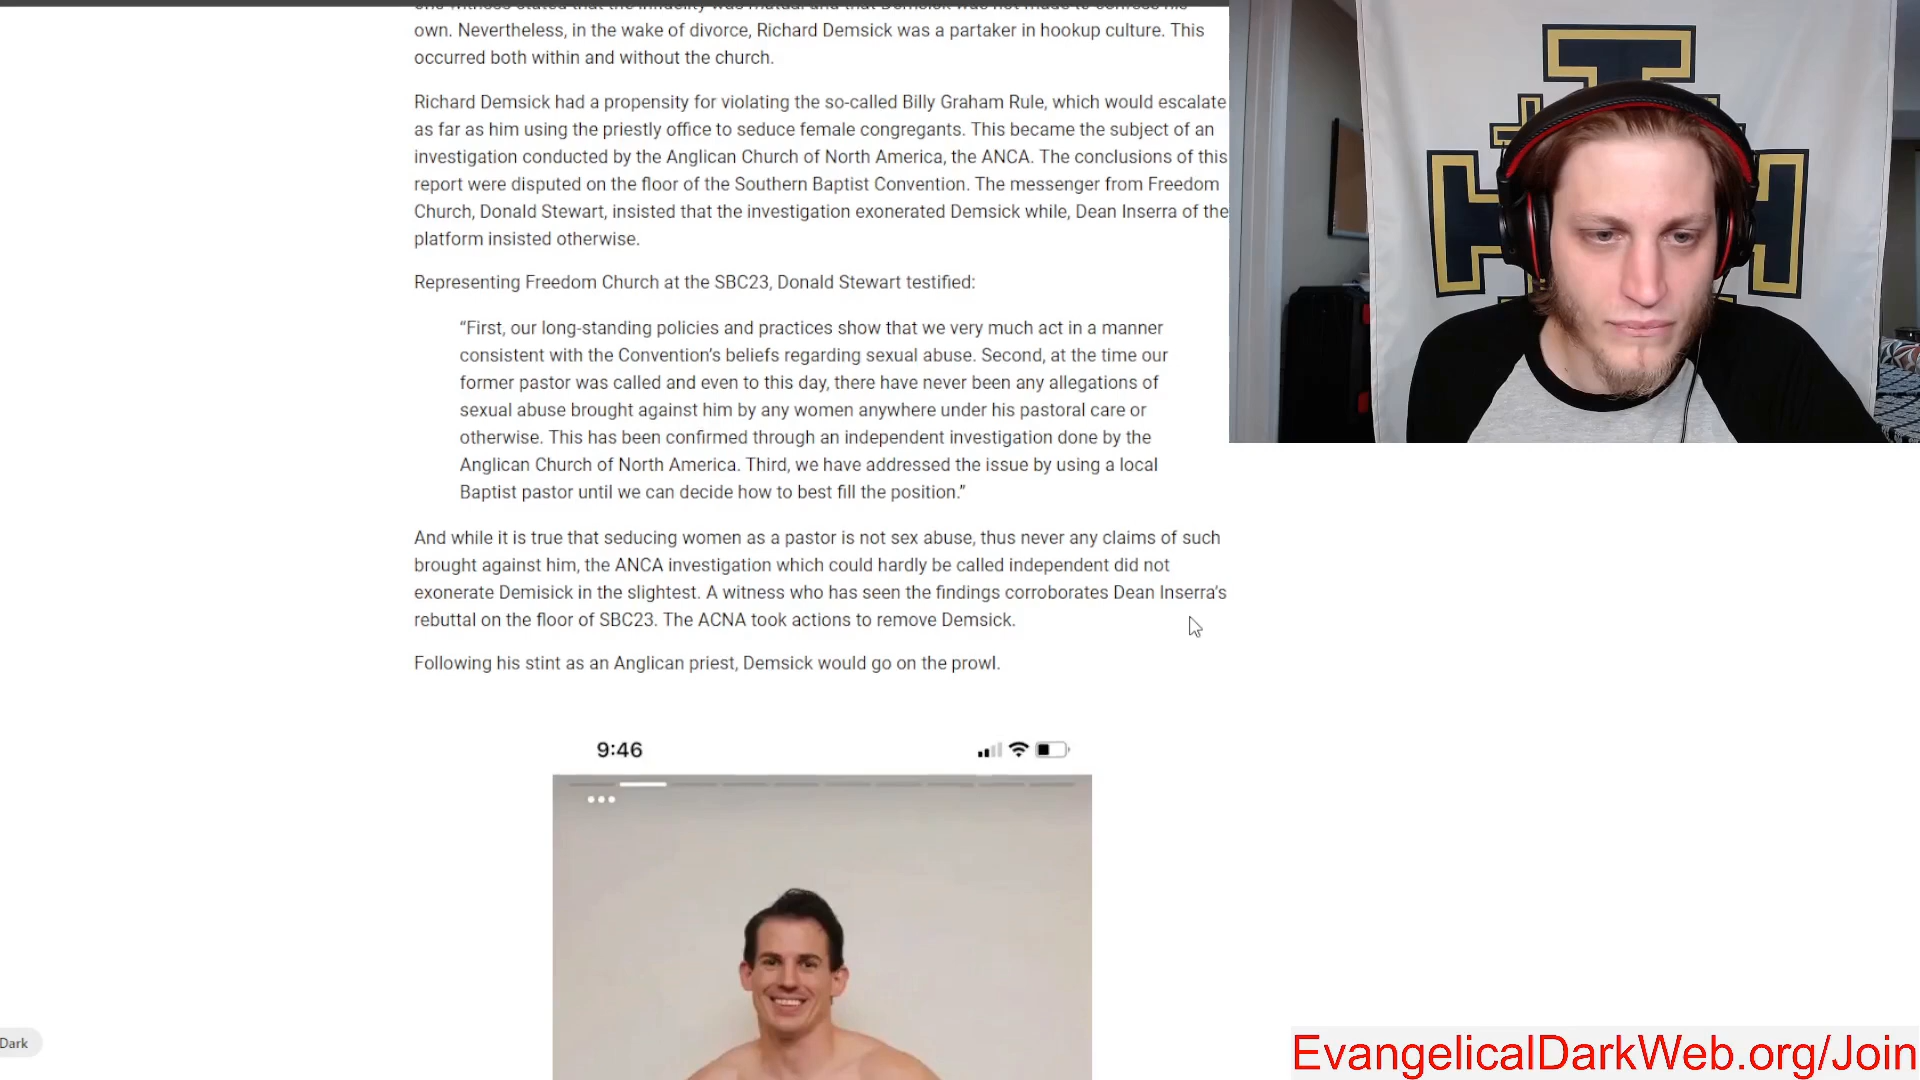 own. Nevertheless, in the wake of divorce, Richard Demsick was a partaker in hookup culture. This
occurred both within and without the church.
Richard Demsick had a propensity for violating the so-called Billy Graham Rule, which would escalate
as far as him using the priestly office to seduce female congregants. This became the subject of an
investigation conducted by the Anglican Church of North America, the ANCA. The conclusions of this
report were disputed on the floor of the Southern Baptist Convention. The messenger from Freedom
Church, Donald Stewart, insisted that the investigation exonerated Demsick while, Dean Inserra of the
platform insisted otherwise.
Representing Freedom Church at the SBC23, Donald Stewart testified:
“First, our long-standing policies and practices show that we very much act in a manner
consistent with the Convention’s beliefs regarding sexual abuse. Second, at the time our
former pastor was called and even to this day, there have never been any allegations of
sexual abuse brought against him by any women anywhere under his pastoral care or
otherwise. This has been confirmed through an independent investigation done by the
Anglican Church of North America. Third, we have addressed the issue by using a local
Baptist pastor until we can decide how to best fill the position.”
And while it is true that seducing women as a pastor is not sex abuse, thus never any claims of such
brought against him, the ANCA investigation which could hardly be called independent did not
exonerate Demisick in the slightest. A witness who has seen the findings corroborates Dean Inserra’s
rebuttal on the floor of SBC23. The ACNA took actions to remove Demsick.
Following his stint as an Anglican priest, Demsick would go on the prowl.
9:46
Dark
EvangelicalDarkWeb.org/Join